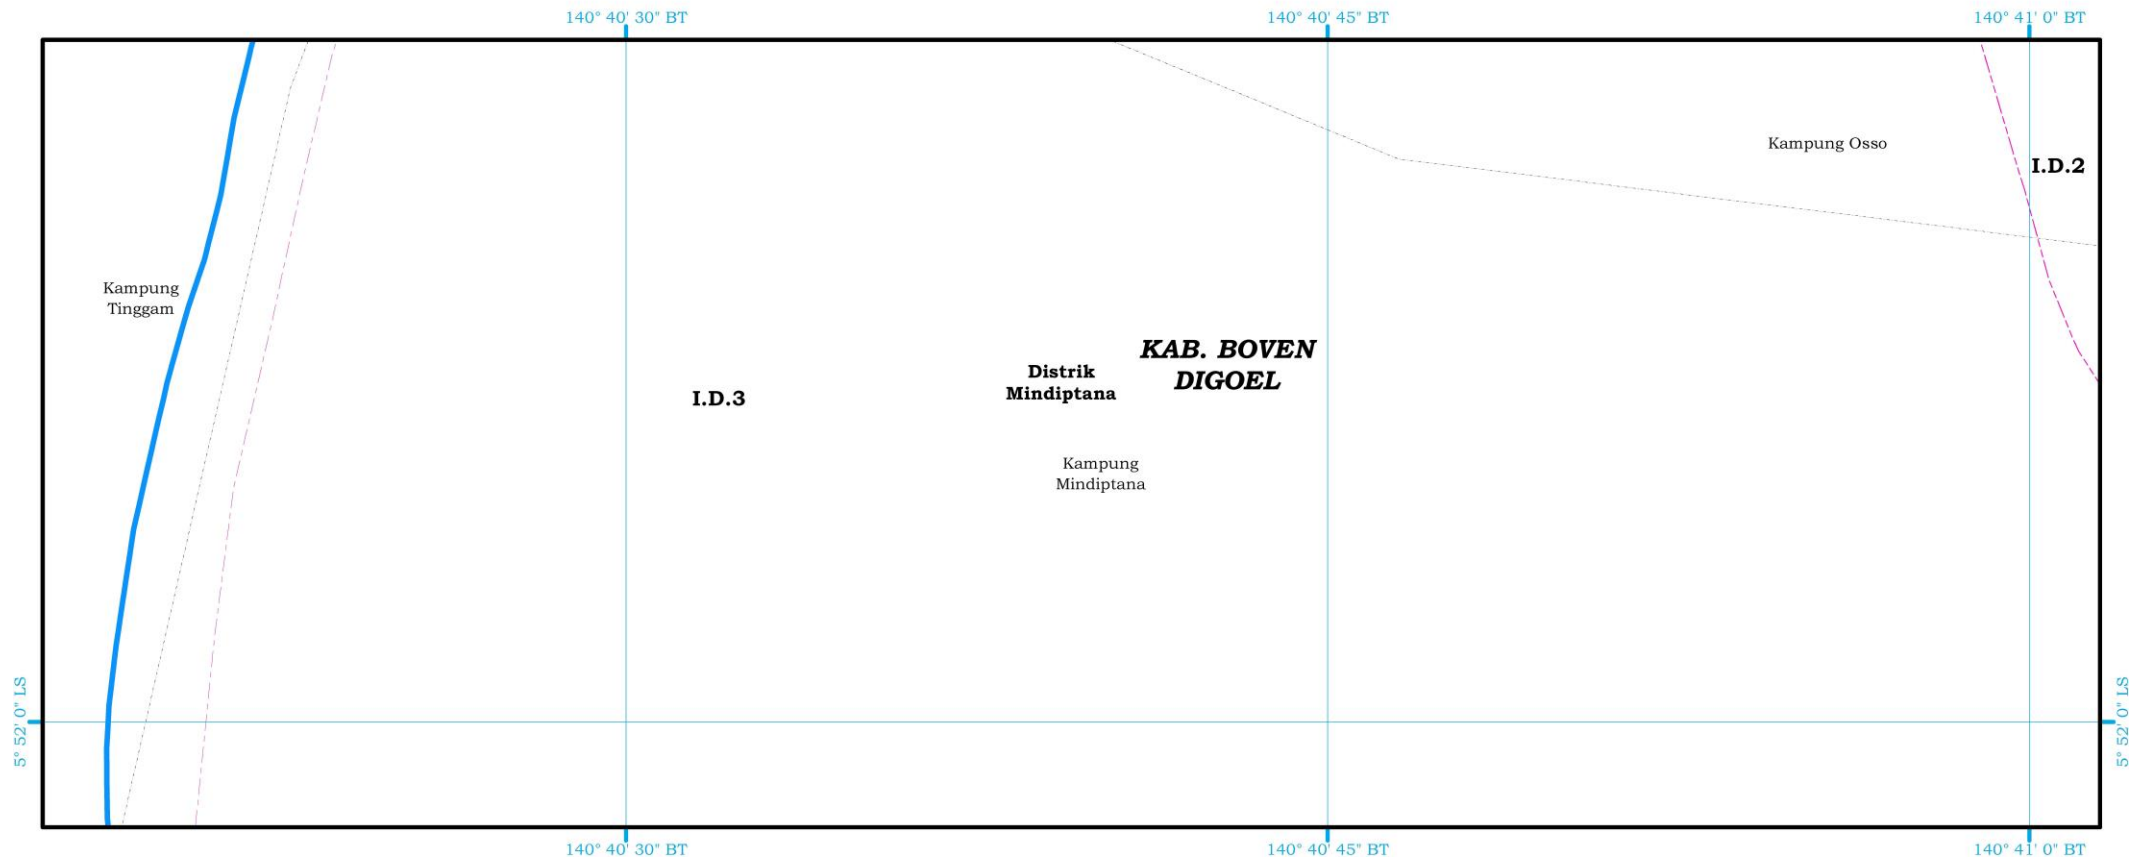 140° 40' 30" BT
140° 40' 45" BT
141° 41' 0" BT
Kampung Osso
I.D.2
Kampung
Tinggam
KAB. BOVEN
DIGOEL
Distrik
Mindiptana
I.D.3
Kampung
Mindiptana
5° 52' 0" LS
5° 52' 0" LS
140° 40' 30" BT
140° 40' 45" BT
140° 41' 0" BT